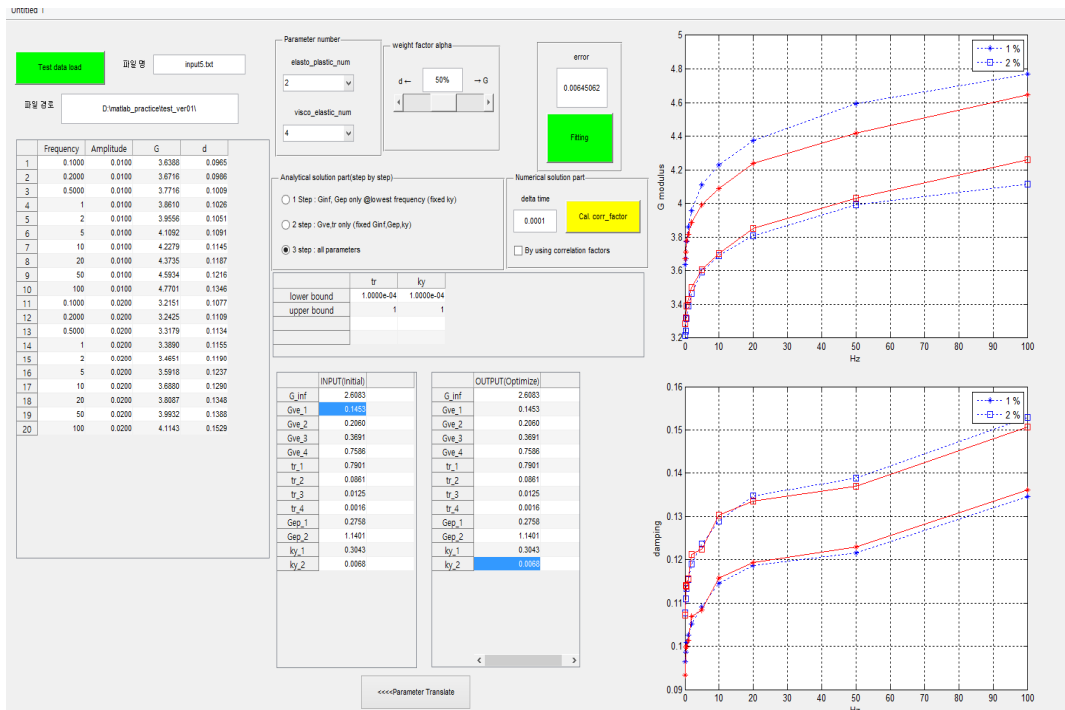 Untitled 1
Test data load
파일 명
input5.txt
파일 경로
D:\matlab_practice\test_ver01\
Frequency Amplitude G d
1 0.1000 0.0100 3.6388 0.0965
2 0.2000 0.0100 3.6716 0.0986
3 0.5000 0.0100 3.7716 0.1009
4 1 0.0100 3.8610 0.1026
5 2 0.0100 3.9556 0.1051
6 5 0.0100 4.1092 0.1091
7 10 0.0100 4.2279 0.1145
8 20 0.0100 4.3735 0.1187
9 50 0.0100 4.5934 0.1216
10 100 0.0100 4.7701 0.1346
11 0.1000 0.0200 3.2151 0.1077
12 0.2000 0.0200 3.2425 0.1109
13 0.5000 0.0200 3.3179 0.1134
14 1 0.0200 3.3890 0.1155
15 2 0.0200 3.4651 0.1190
16 5 0.0200 3.5918 0.1237
17 10 0.0200 3.6880 0.1290
18 20 0.0200 3.8087 0.1348
19 50 0.0200 3.9932 0.1388
20 100 0.0200 4.1143 0.1529
Parameter number
elasto_plastic_num
2
visco_elastic_num
4
weight factor alpha
d ← 50% → G
error
0.00645062
Fitting
Analytical solution part(step by step)
1 Step : Ginf, Gep only @lowest frequency (fixed ky)
2 step : Gve,tr only (fixed Ginf,Gep,ky)
3 step : all parameters
Numerical solution part
delta time
0.0001
Cal. corr_factor
By using correlation factors
tr ky
lower bound 1.0000e-04 1.0000e-04
upper bound 1 1
INPUT(Initial)
G_inf 2.6083
Gve_1 0.1453
Gve_2 0.2060
Gve_3 0.3691
Gve_4 0.7586
tr_1 0.7901
tr_2 0.0861
tr_3 0.0125
tr_4 0.0016
Gep_1 0.2758
Gep_2 1.1401
ky_1 0.3043
ky_2 0.0068
OUTPUT(Optimize)
G_inf 2.6083
Gve_1 0.1453
Gve_2 0.2060
Gve_3 0.3691
Gve_4 0.7586
tr_1 0.7901
tr_2 0.0861
tr_3 0.0125
tr_4 0.0016
Gep_1 0.2758
Gep_2 1.1401
ky_1 0.3043
ky_2 0.0068
<<<<Parameter Translate
5
4.8
4.6
4.4
4.2
4
3.8
3.6
3.4
3.2
G modulus
1 %
2 %
0 10 20 30 40 50 60 70 80 90 100
Hz
0.16
0.15
0.14
0.13
0.12
0.11
0.1
0.09
damping
1 %
2 %
0 10 20 30 40 50 60 70 80 90 100
Hz